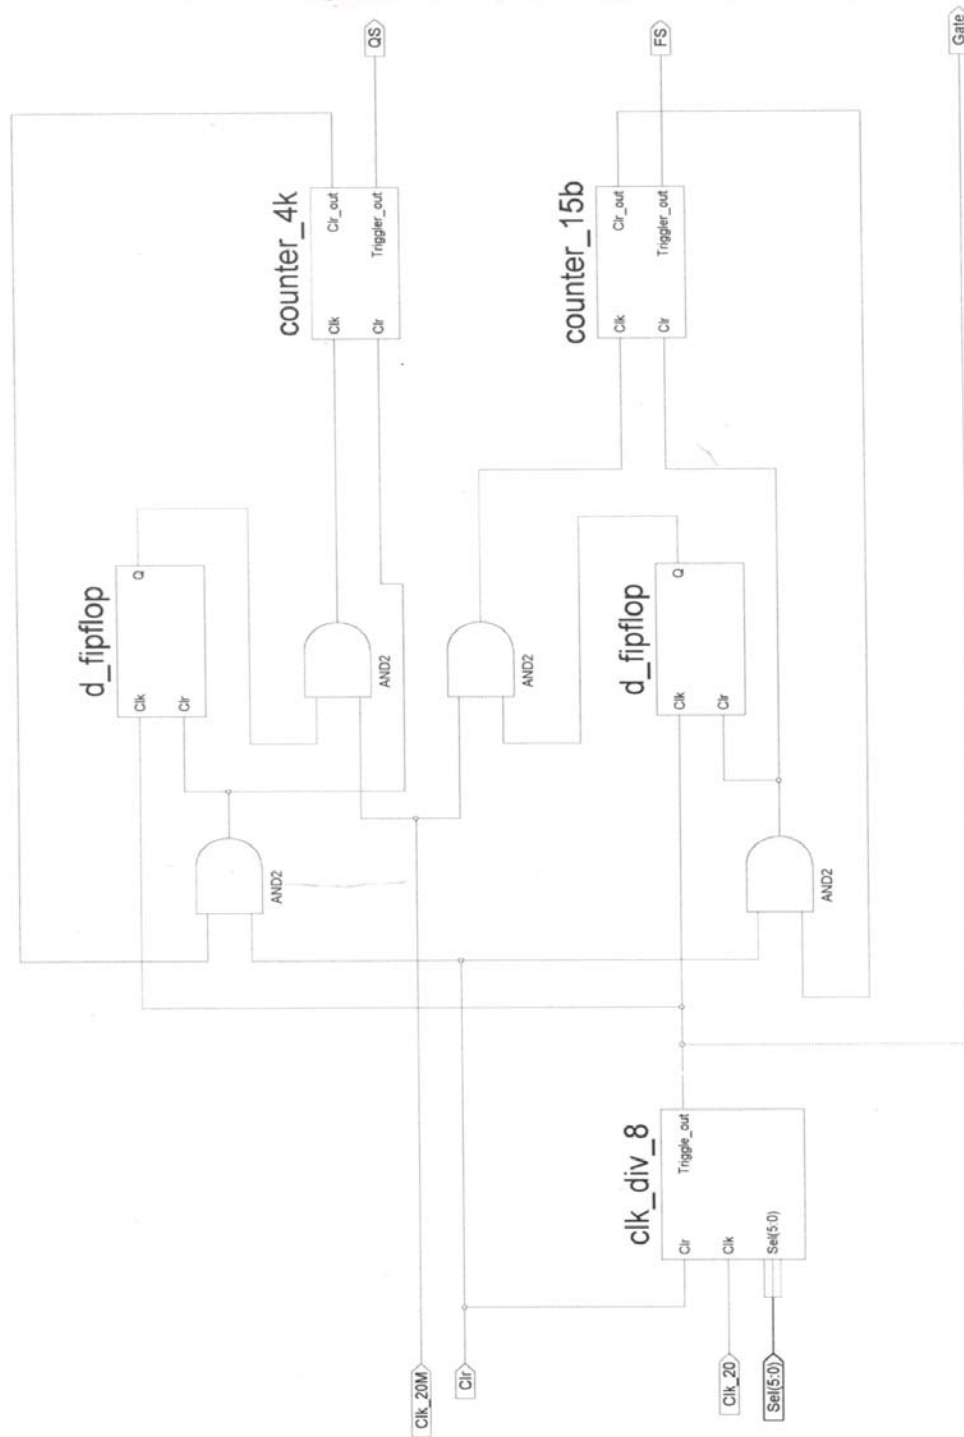 QS
FS
Gate
counter_4k
Clk
Clr_out
Clr
Triggler_out
counter_15b
Clk
Clr_out
Clr
Triggler_out
d_fipflop
Clk
Q
Clr
AND2
AND2
d_fipflop
Clk
Q
Clr
AND2
AND2
clk_div_8
Clr
Triggle_out
Clk
Sel(5:0)
Clk_20M
Clr
Clk_20
Sel(5:0)